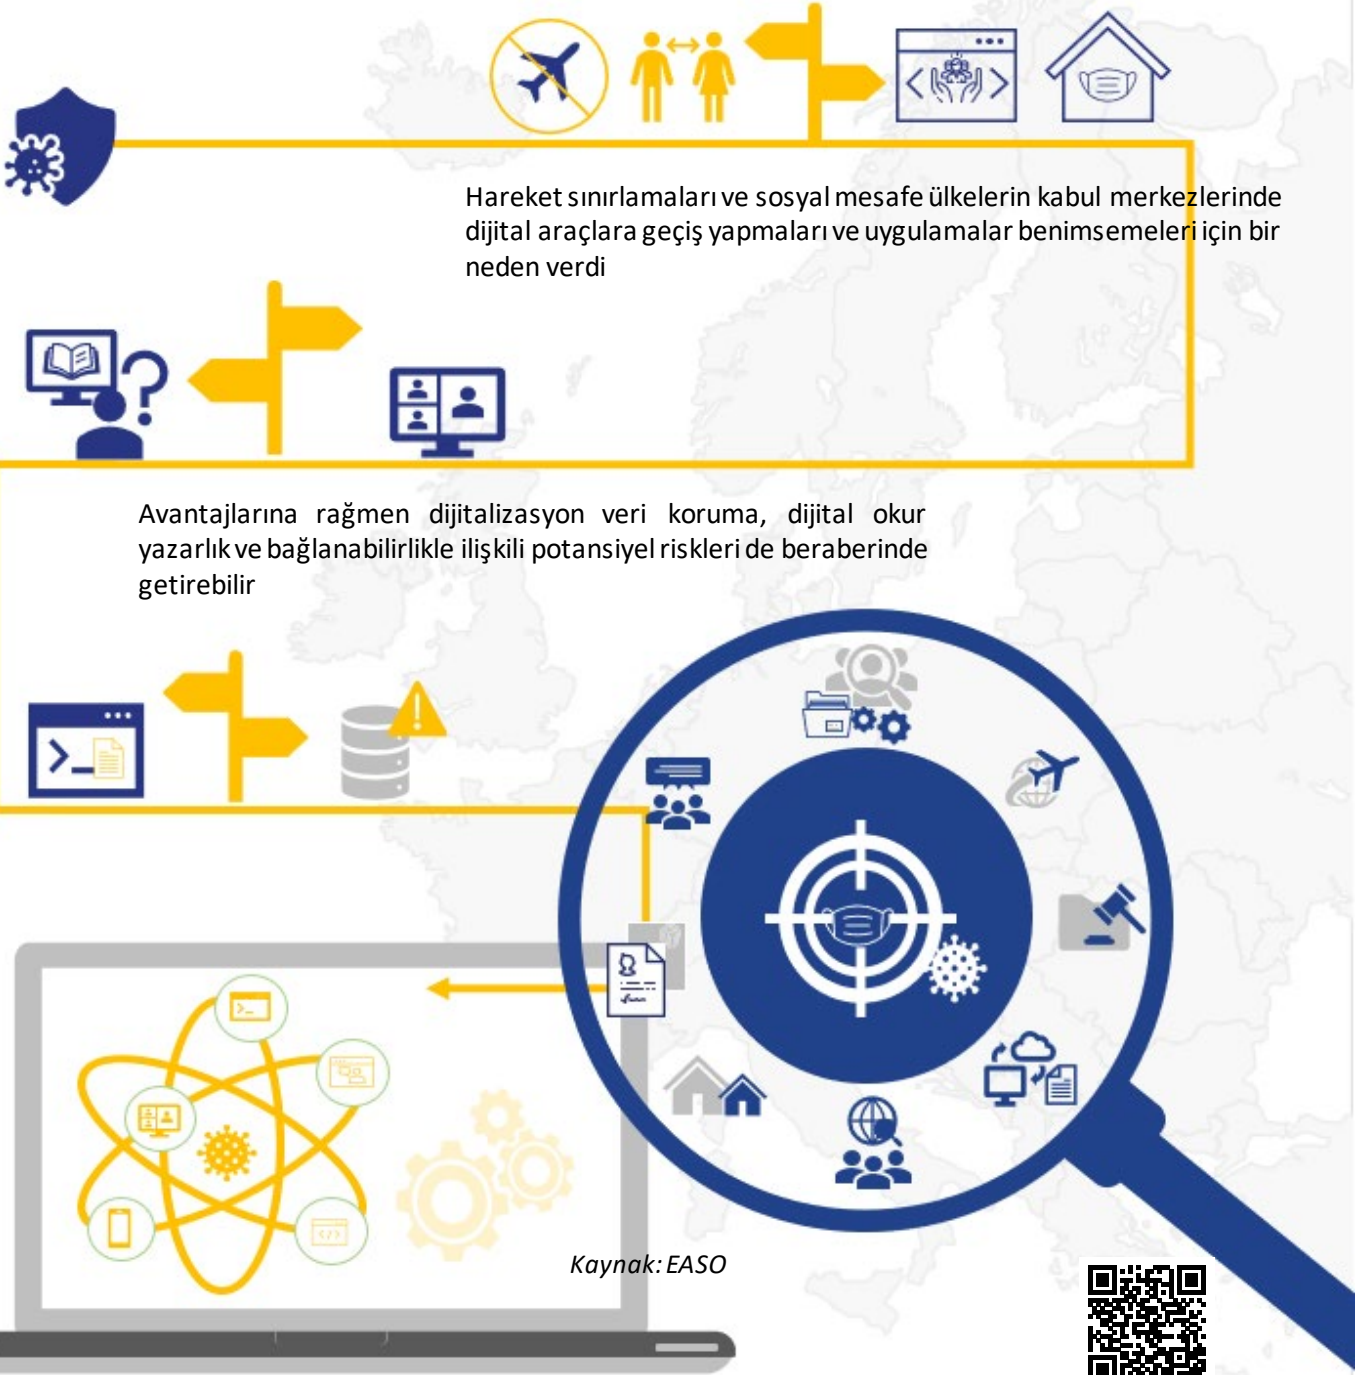 Hareket sınırlamaları ve sosyal mesafe ülkelerin kabul merkezlerinde
dijital araçlara geçiş yapmaları ve uygulamalar benimsemeleri için bir
neden verdi
Avantajlarına rağmen dijitalizasyon veri koruma, dijital okur
yazarlık ve bağlanabilirlikle ilişkili potansiyel riskleri de beraberinde
getirebilir
Kaynak: EASO